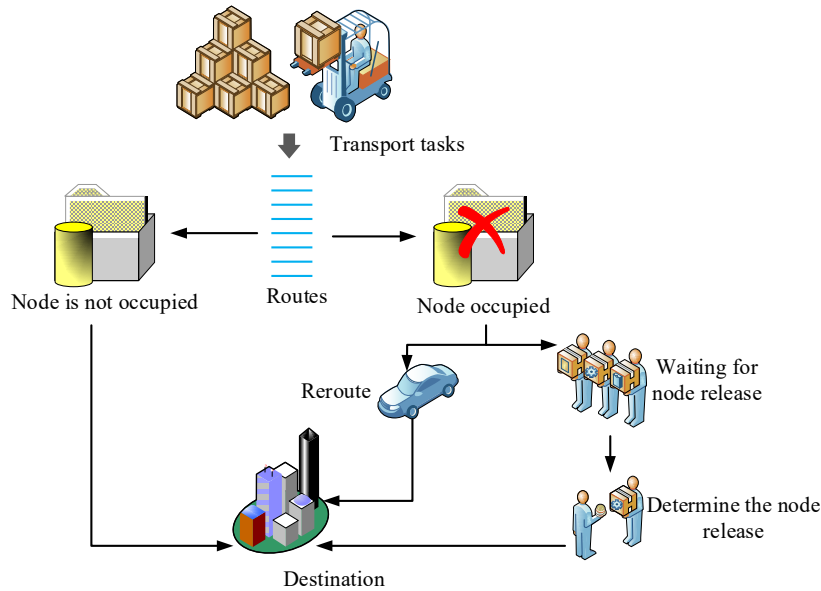 Transport tasks
Node is not occupied
Routes
Node occupied
Reroute
Waiting for
node release
Determine the node
release
Destination